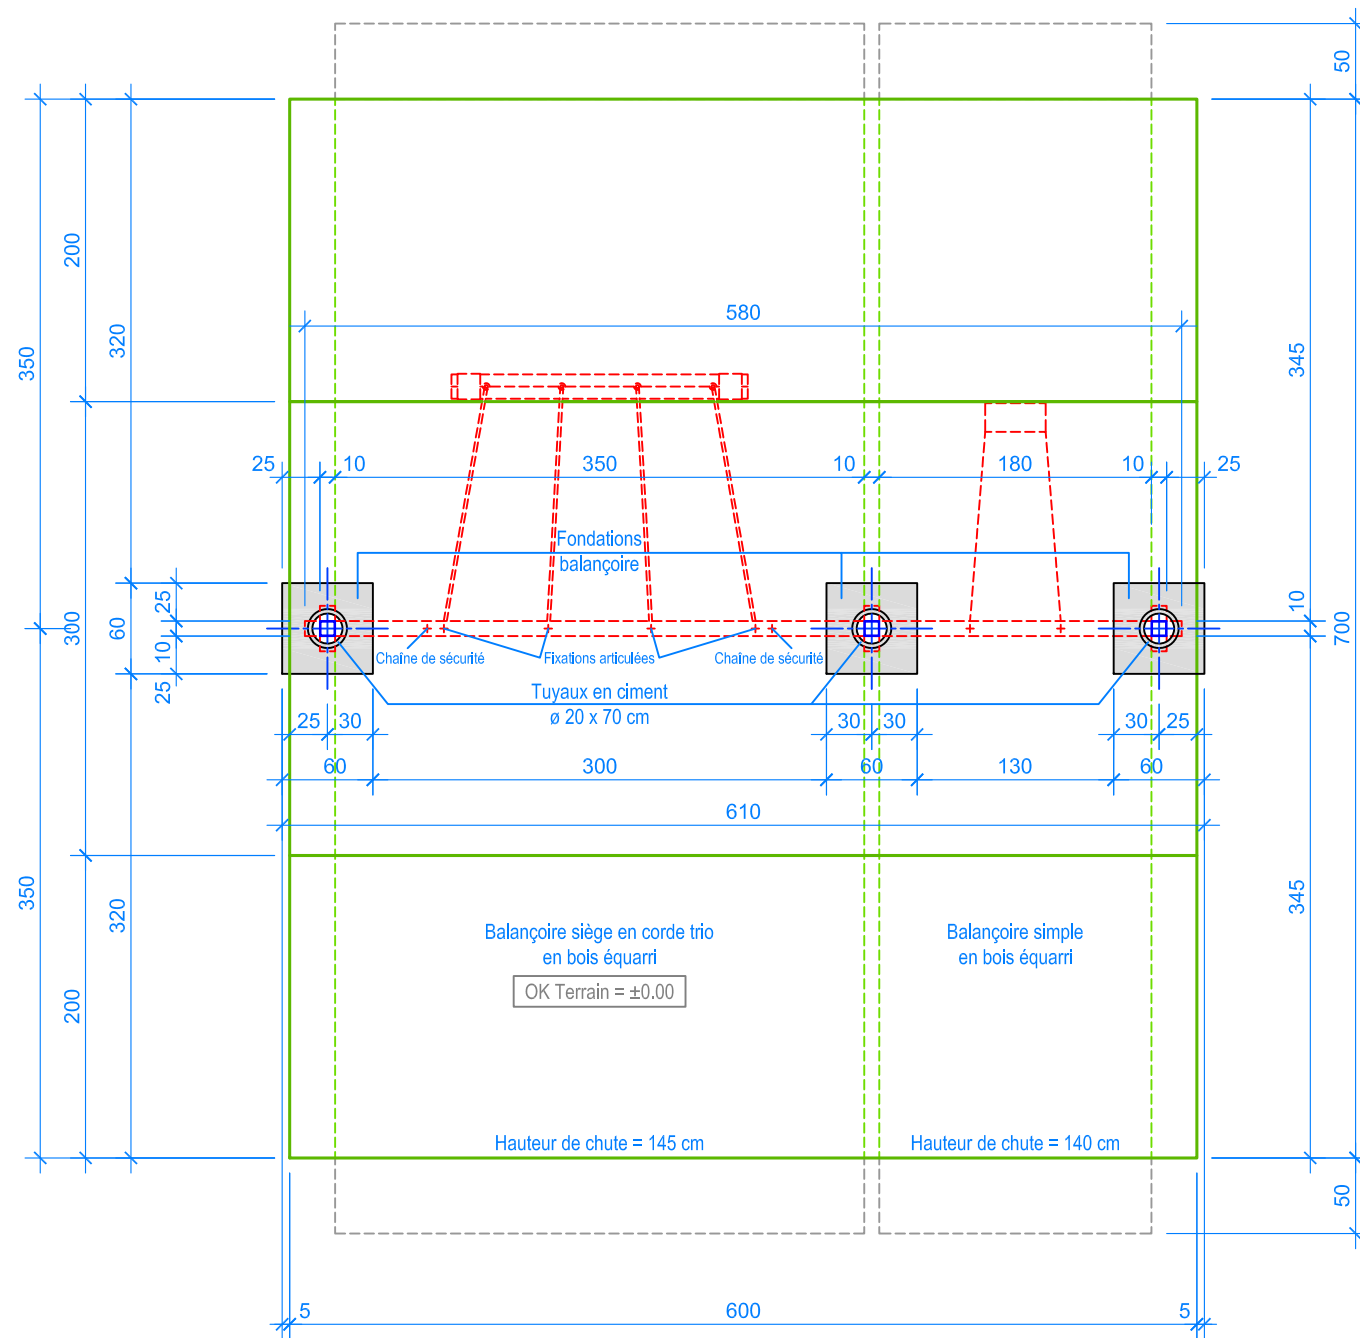 50
200
320
350
580
345
25
10
350
10
180
10
25
Fondations
balançoire
25
300
60
10
25
10
700
Chaîne de sécurité
Fixations articulées
Chaîne de sécurité
Tuyaux en ciment
ø 20 x 70 cm
25
30
30
30
30
25
60
300
60
130
60
610
350
320
200
345
Balançoire siège en corde trio
en bois équarri
Balançoire simple
en bois équarri
OK Terrain = ±0.00
Hauteur de chute = 145 cm
Hauteur de chute = 140 cm
50
5
600
5